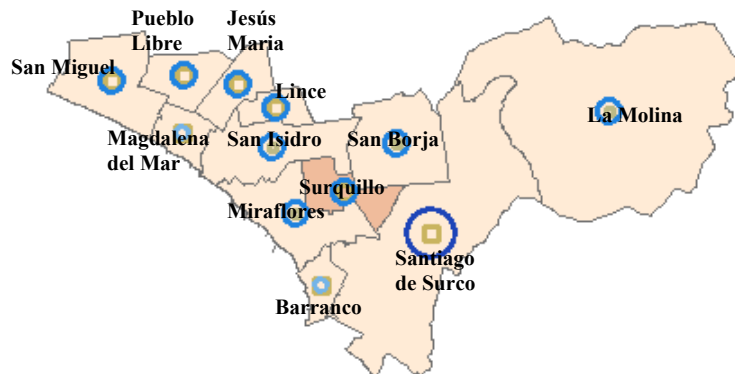 Pueblo
Libre
Jesús
Maria
San Miguel
Lince
La Molina
Magdalena
del Mar
San Isidro
San Borja
Surquillo
Miraflores
Santiago
de Surco
Barranco